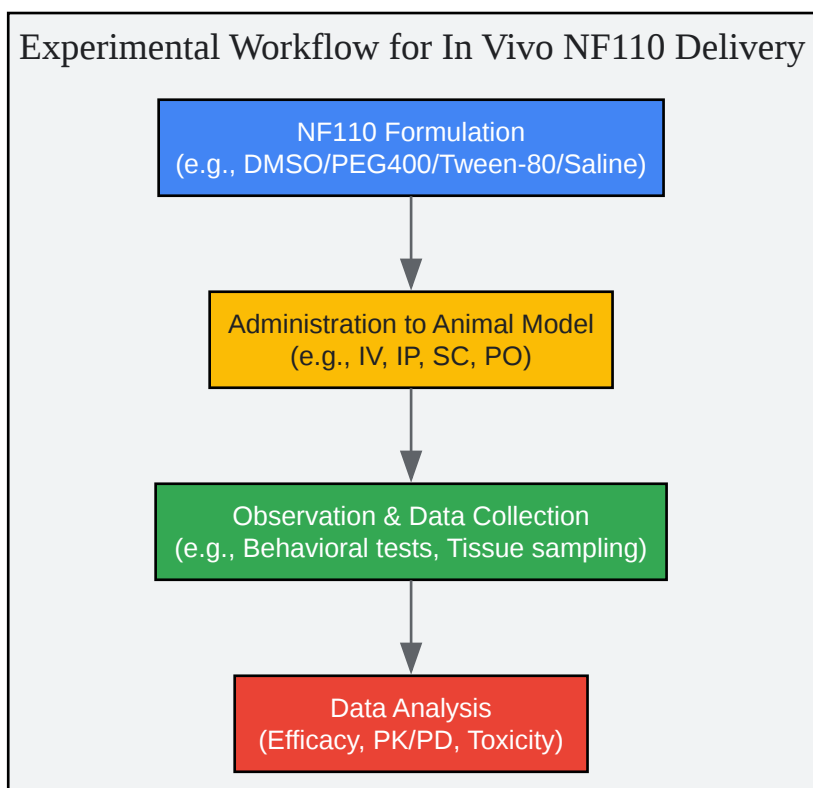 Experimental Workflow for In Vivo NF110 Delivery
NF110 Formulation
(e.g., DMSO/PEG400/Tween-80/Saline)
Administration to Animal Model
(e.g., IV, IP, SC, PO)
Observation & Data Collection
(e.g., Behavioral tests, Tissue sampling)
Data Analysis
(Efficacy, PK/PD, Toxicity)